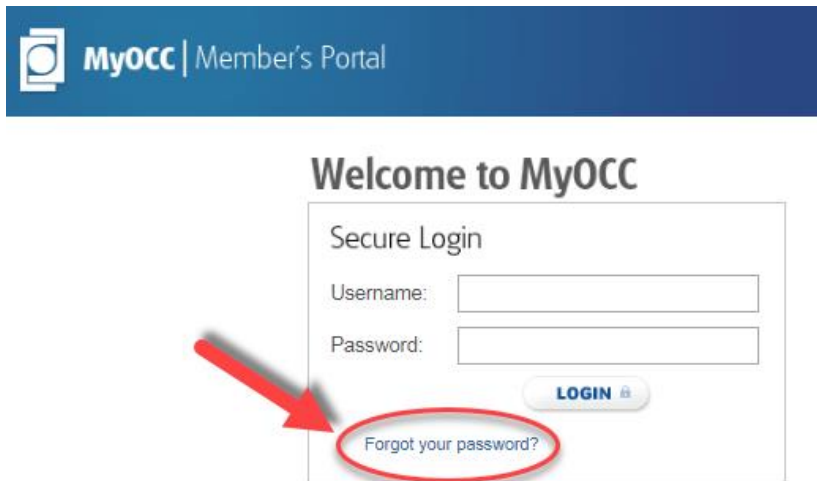 MyOCC | Member's Portal
Welcome to MyOCC
Secure Login
Username:
Password:
LOGIN
Forgot your password?